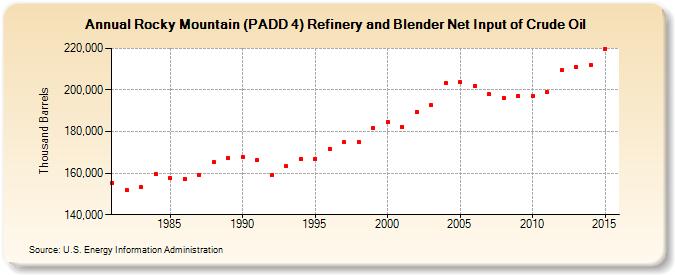 Annual Rocky Mountain (PADD 4) Refinery and Blender Net Input of Crude Oil
Thousand Barrels
220,000
200,000
180,000
160,000
140,000
1985 1990 1995 2000 2005 2010 2015
Source: U.S. Energy Information Administration